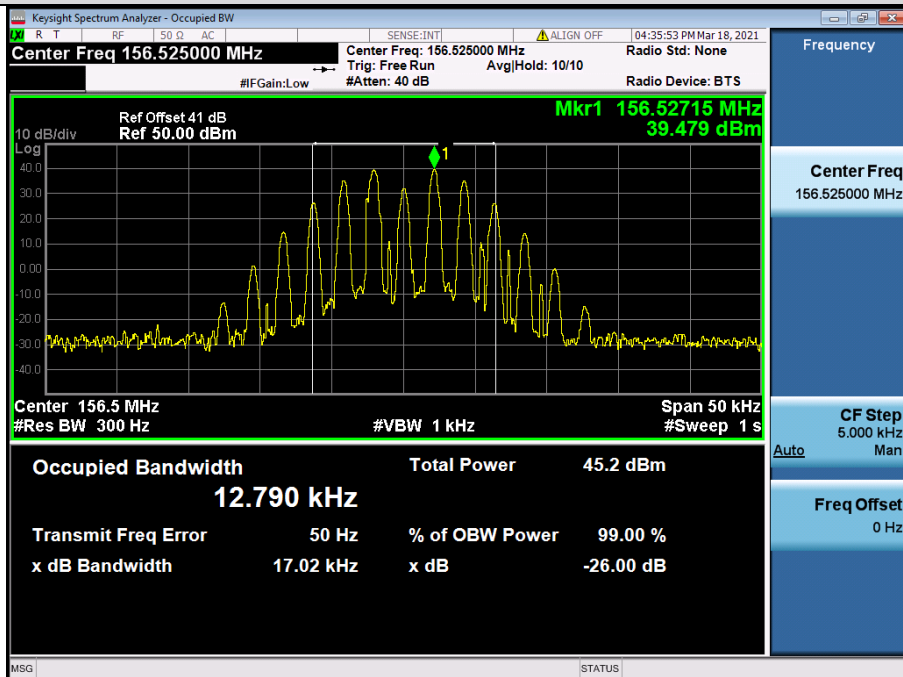 Keysight Spectrum Analyzer - Occupied BW
LXI R T RF 50 Ω AC SENSE:INT ALIGN OFF 04:35:53 PM Mar 18, 2021
Center Freq 156.525000 MHz
Center Freq: 156.525000 MHz
Radio Std: None
Trig: Free Run Avg|Hold: 10/10
#IFGain:Low #Atten: 40 dB Radio Device: BTS
Frequency
Mkr1 156.52715 MHz
39.479 dBm
Ref Offset 41 dB
10 dB/div Ref 50.00 dBm
Log
1
40.0
30.0
20.0
10.0
0.00
-10.0
-20.0
-30.0
-40.0
Center 156.5 MHz Span 50 kHz
#Res BW 300 Hz #VBW 1 kHz #Sweep 1 s
Occupied Bandwidth Total Power 45.2 dBm
12.790 kHz
Transmit Freq Error 50 Hz % of OBW Power 99.00 %
x dB Bandwidth 17.02 kHz x dB -26.00 dB
Center Freq
156.525000 MHz
CF Step
5.000 kHz
Auto Man
Freq Offset
0 Hz
MSG STATUS